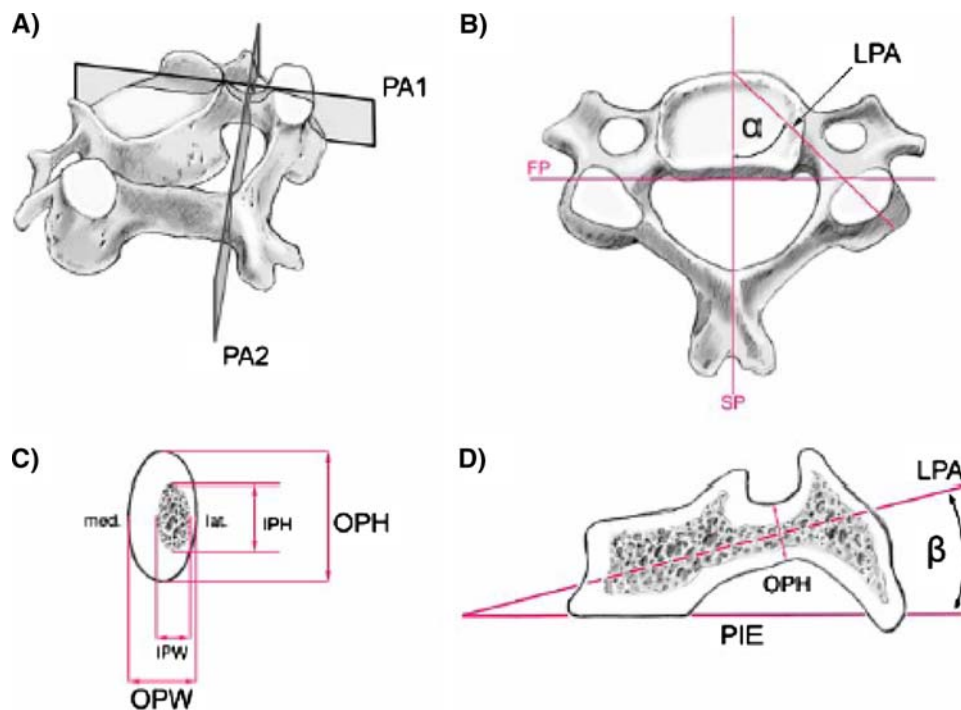 A)
PA1
PA2
B)
LPA
α
FP
SP
C)
med.
lat.
IPH
OPH
IPW
OPW
D)
LPA
β
OPH
PIE